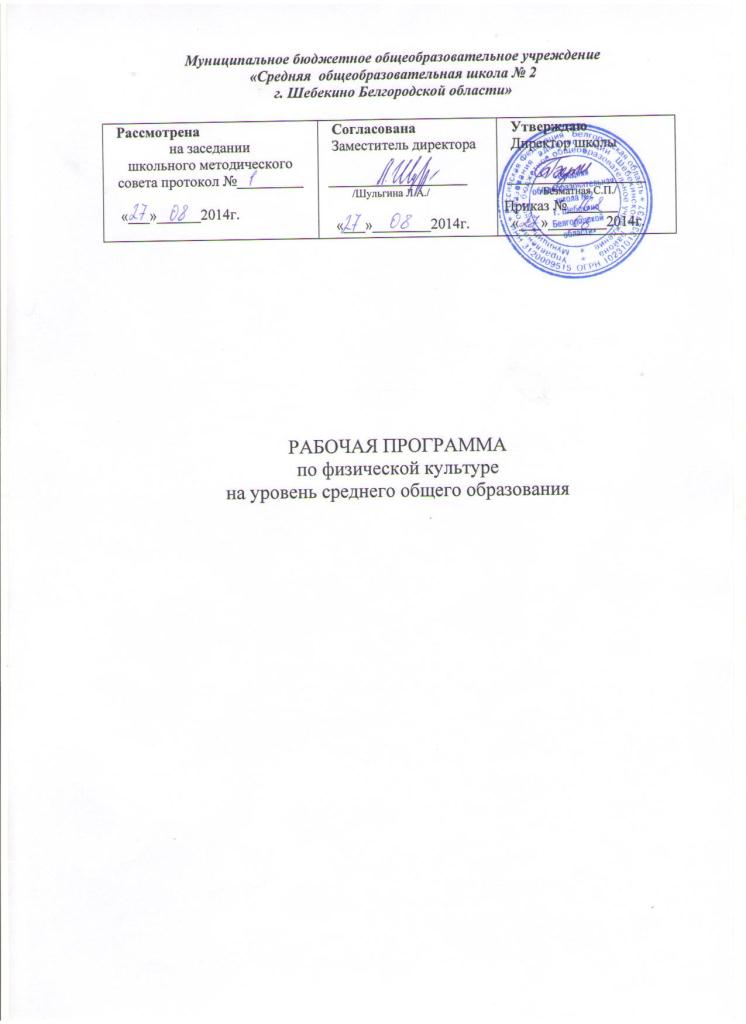 Муниципальное бюджетное общеобразовательное учреждение
«Средняя общеобразовательная школа № 2
г. Шебекино Белгородской области»
Рассмотрена
на заседании
школьного методического
совета протокол № 1
«27» 08 2014г.
Согласована
Заместитель директора
/Шульгина Л.А./
«27» 08 2014г.
Утверждаю
Директор школы
/Безматная С.П./
Приказ №
08 2014г.
РАБОЧАЯ ПРОГРАММА
по физической культуре
на уровень среднего общего образования